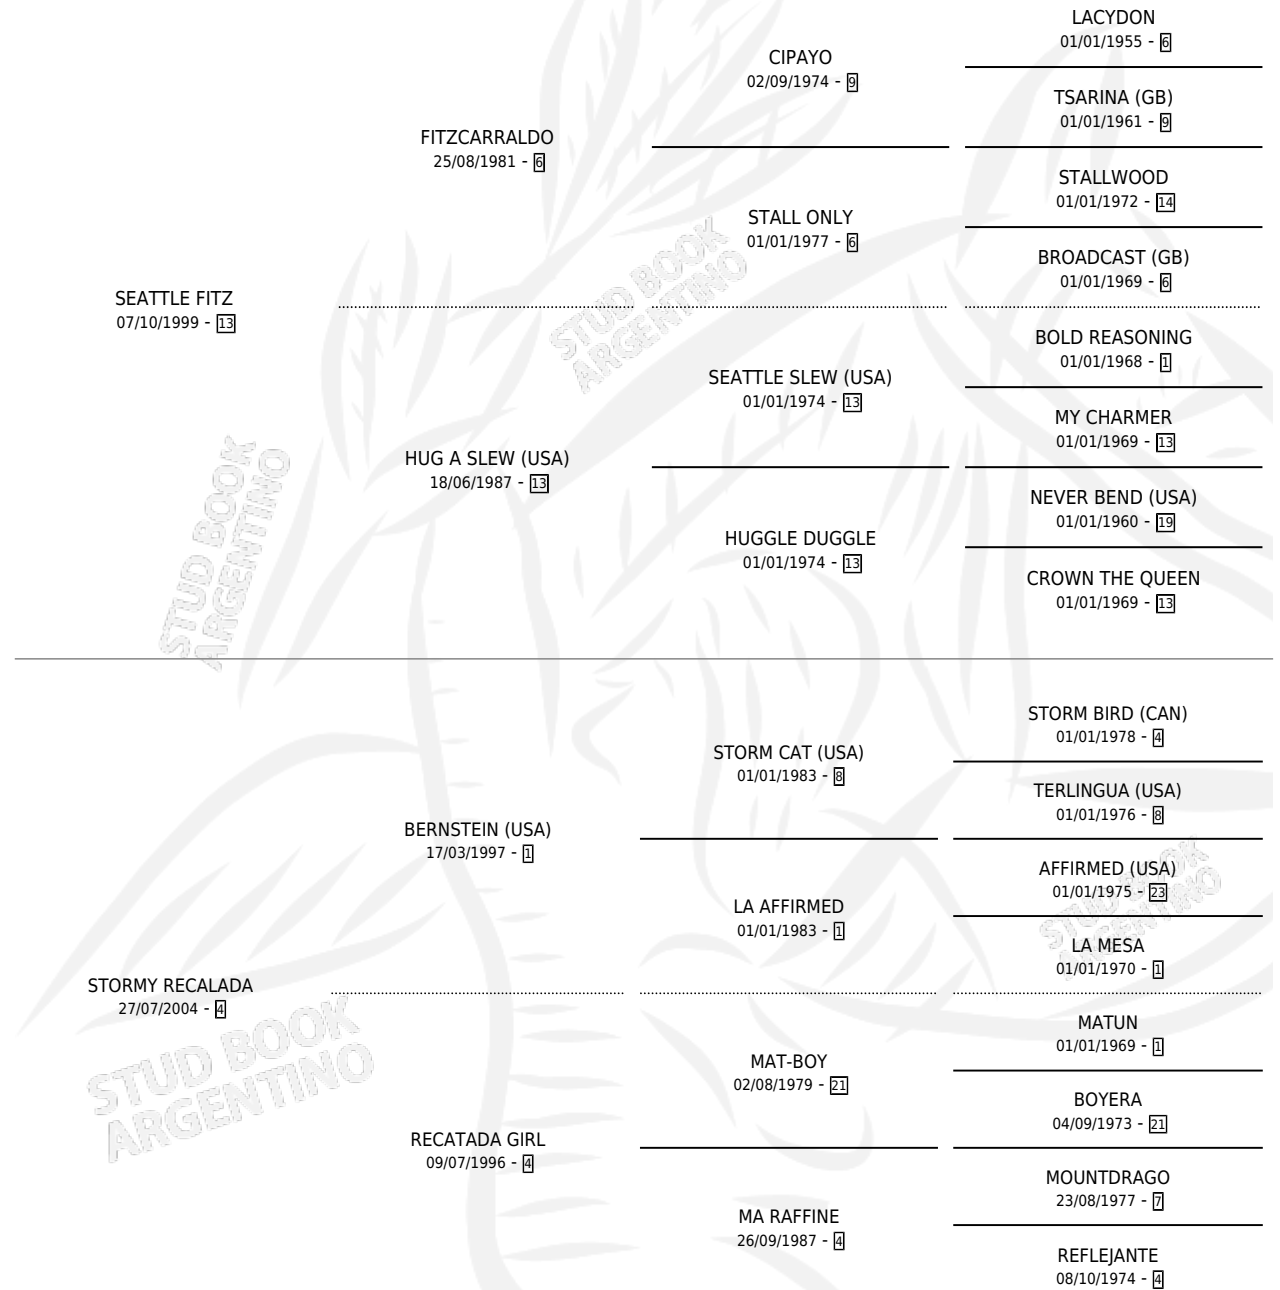 LACYDON
01/01/1955 - 6
CIPAYO
02/09/1974 - 9
TSARINA (GB)
01/01/1961 - 9
FITZCARRALDO
25/08/1981 - 6
STALLWOOD
01/01/1972 - 14
STALL ONLY
01/01/1977 - 6
BROADCAST (GB)
01/01/1969 - 6
SEATTLE FITZ
07/10/1999 - 13
STUD BOOK
ARGENTINO
BOLD REASONING
01/01/1968 - 1
SEATTLE SLEW (USA)
01/01/1974 - 13
MY CHARMER
01/01/1969 - 13
HUG A SLEW (USA)
18/06/1987 - 13
NEVER BEND (USA)
01/01/1960 - 19
HUGGLE DUGGLE
01/01/1974 - 13
CROWN THE QUEEN
01/01/1969 - 13
STUD BOOK
ARGENTINO
STORM BIRD (CAN)
01/01/1978 - 4
STORM CAT (USA)
01/01/1983 - 8
TERLINGUA (USA)
01/01/1976 - 8
BERNSTEIN (USA)
17/03/1997 - 1
AFFIRMED (USA)
01/01/1975 - 23
LA AFFIRMED
01/01/1983 - 1
STUD BOOK
ARGENTINO
LA MESA
01/01/1970 - 1
STORMY RECALADA
27/07/2004 - 4
STUD BOOK
ARGENTINO
MATUN
01/01/1969 - 1
MAT-BOY
02/08/1979 - 21
BOYERA
04/09/1973 - 21
RECATADA GIRL
09/07/1996 - 4
MOUNTDRAGO
23/08/1977 - 7
MA RAFFINE
26/09/1987 - 4
REFLEJANTE
08/10/1974 - 4